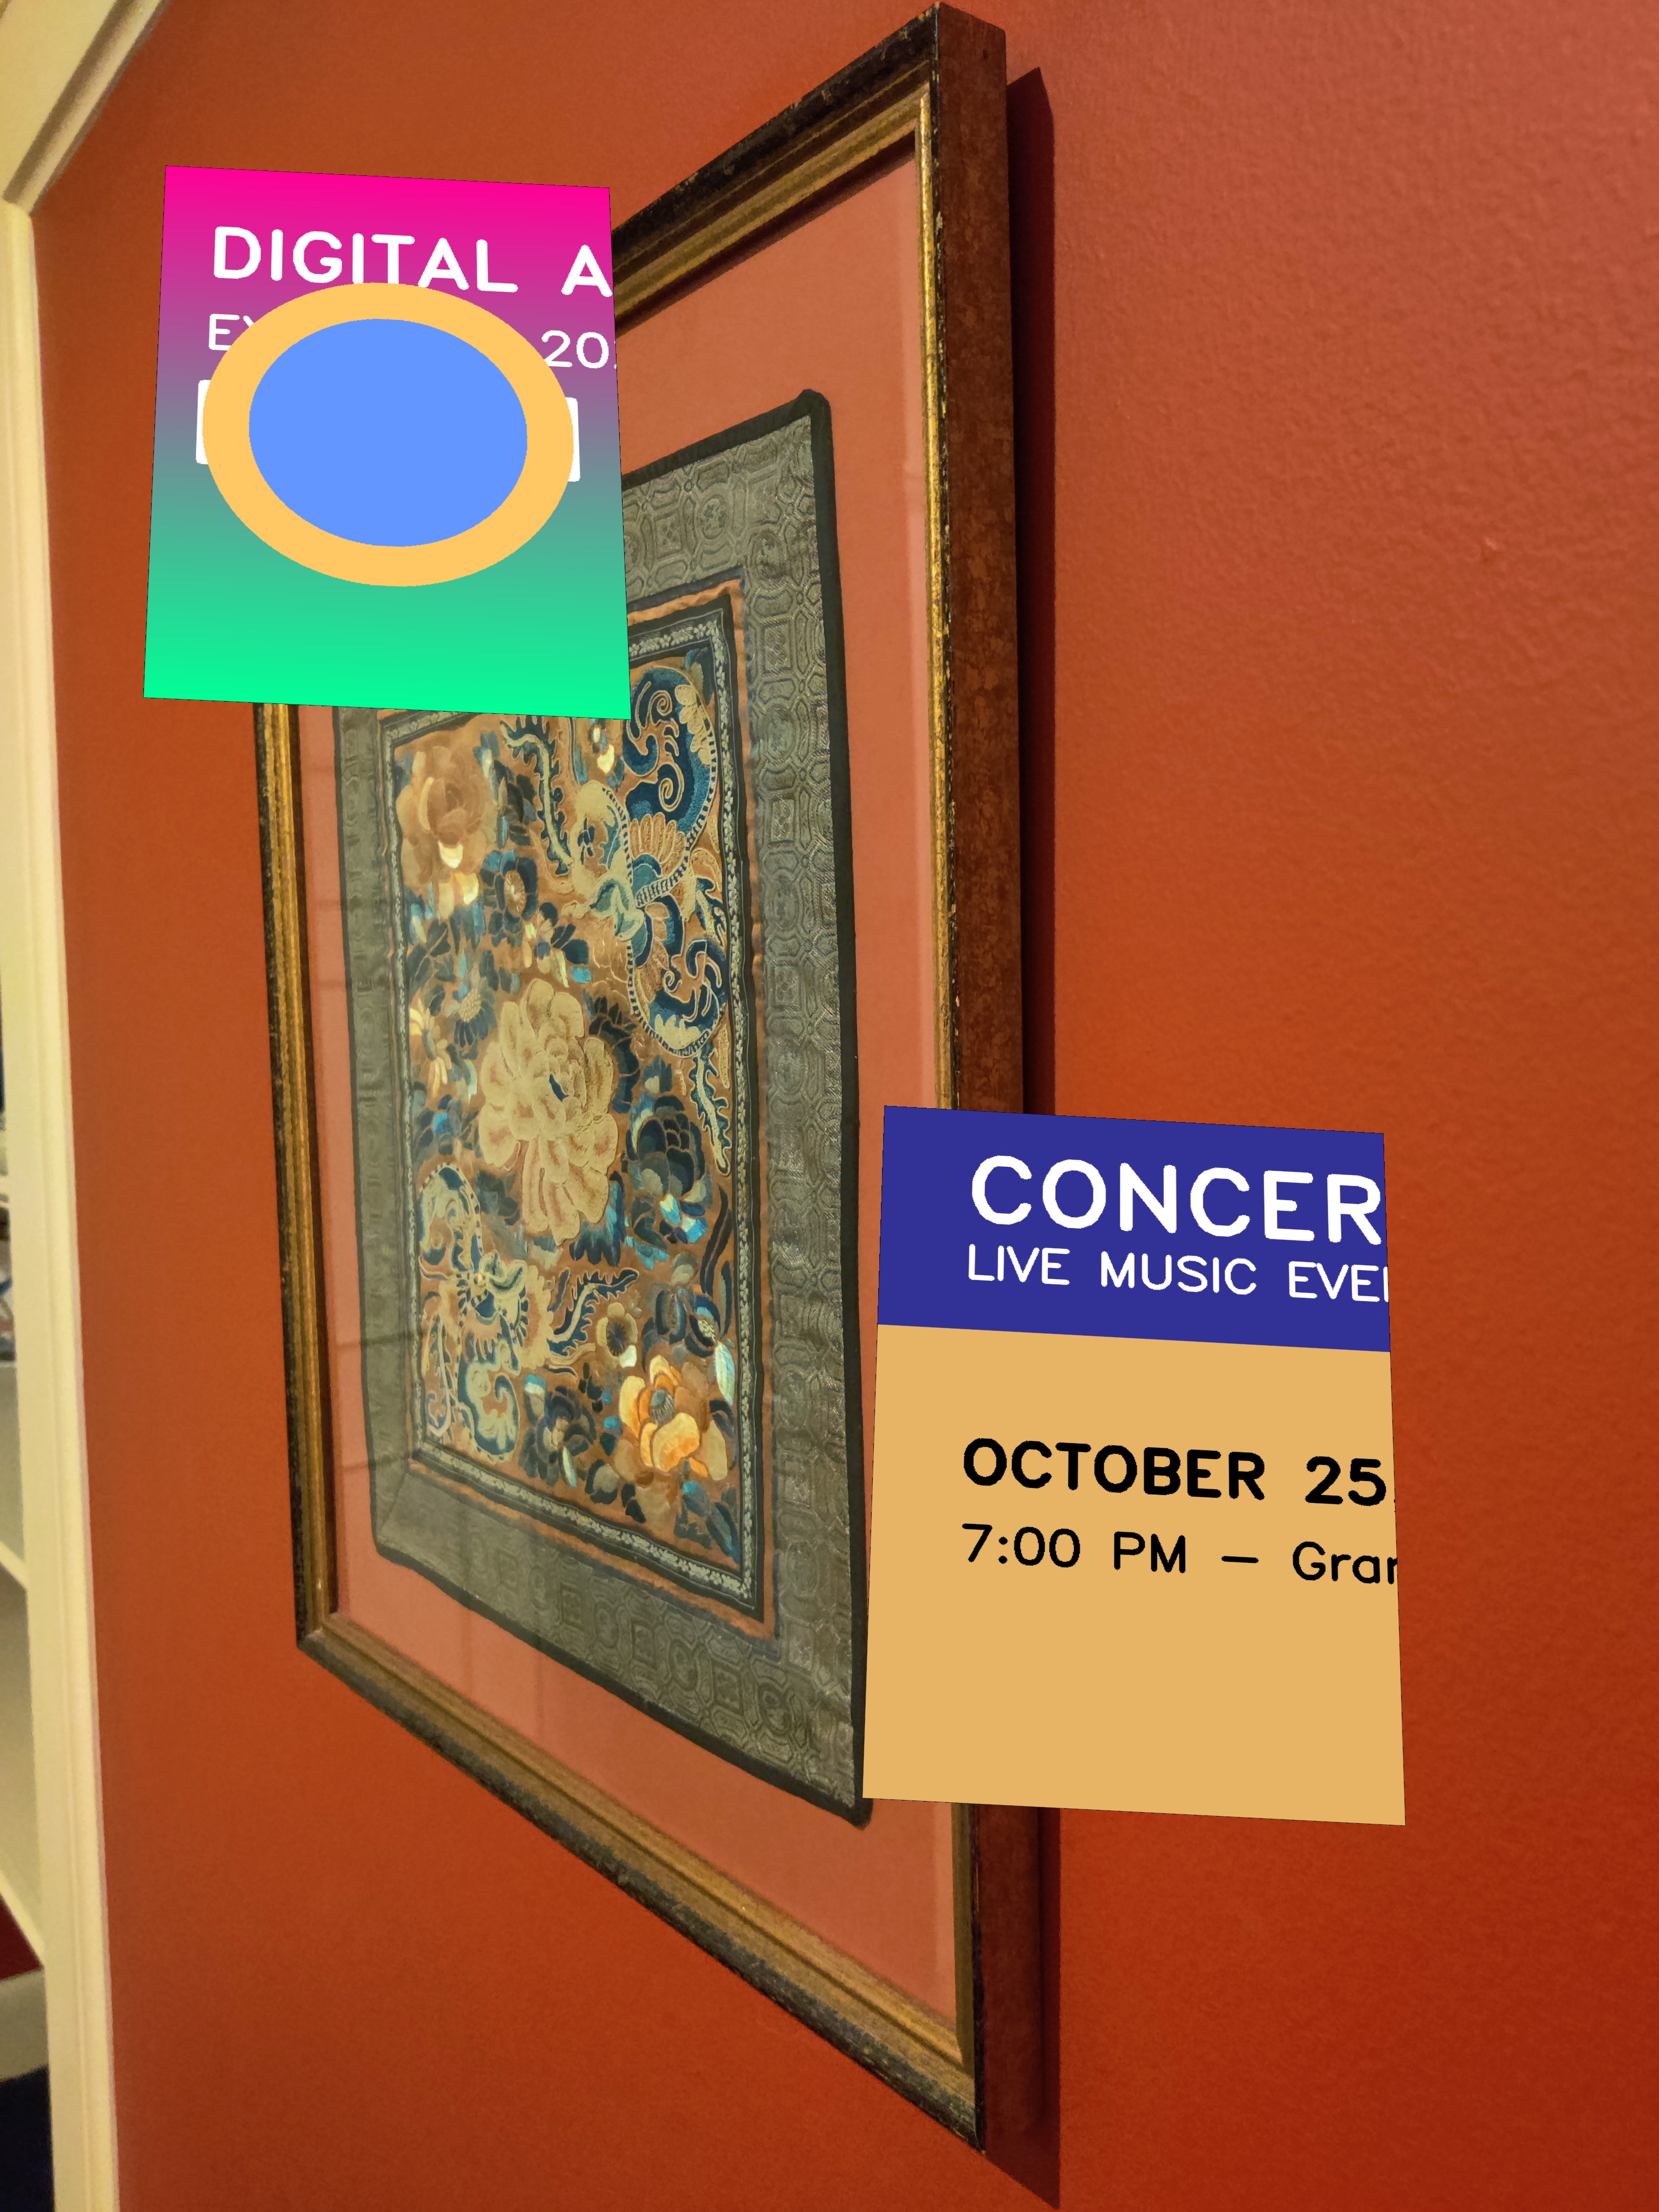 DIGITAL A
20
CONCER
LIVE MUSIC EVE
OCTOBER 25
7:00 PM — Gra